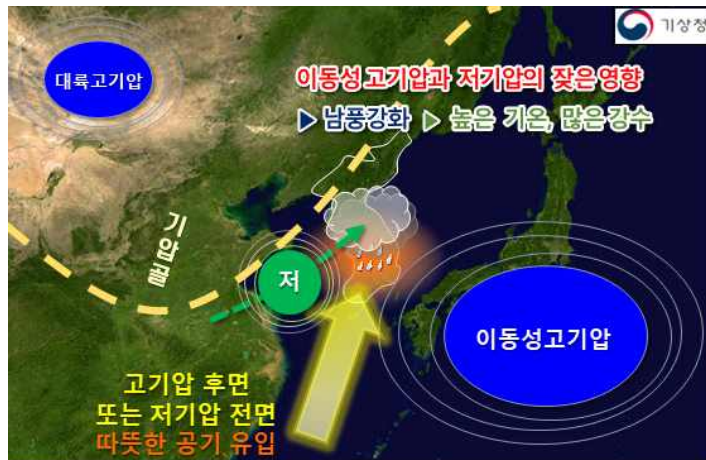 기상청
대륙고기압
이동성 고기압과 저기압의 잦은 영향
▶ 남풍강화 ▶ 높은 기온, 많은 강수
기압골
저
이동성고기압
고기압 후면
또는 저기압 전면
따뜻한 공기 유입